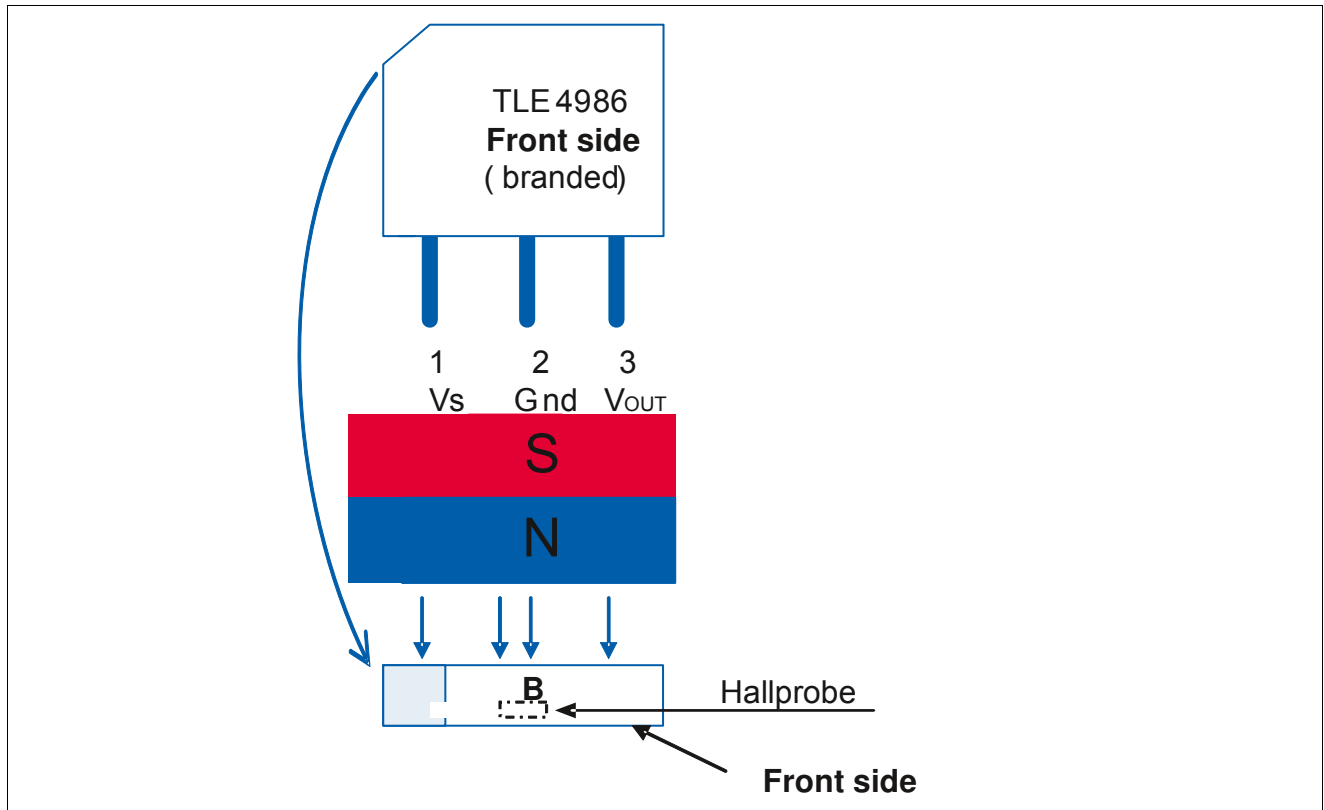 TLE 4986
Front side
( branded)
1 2 3
Vs Gnd VOUT
S
N
B
Hallprobe
Front side